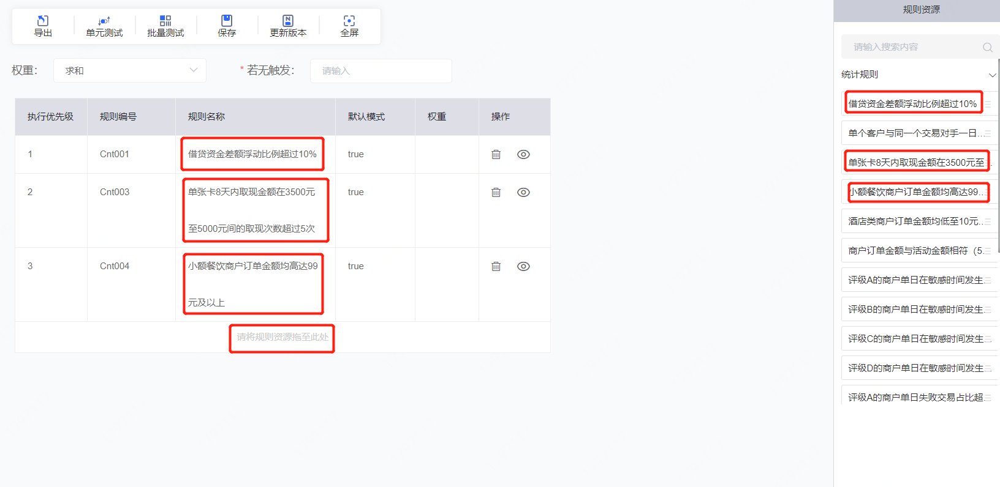 导出
单元测试
批量测试
保存
更新版本
全屏
权重：
求和
* 若无触发：
请输入
执行优先级 规则编号 规则名称 默认模式 权重 操作
1 Cnt001 借贷资金差额浮动比例超过10% true
2 Cnt003 单张卡8天内取现金额在3500元 true
至5000元间的取现次数超过5次
3 Cnt004 小额餐饮商户订单金额均高达99 true
元及以上
请将规则资源拖至此处
规则资源
请输入搜索内容
统计规则
借贷资金差额浮动比例超过10%
单个客户与同一个交易对手一日...
单张卡8天内取现金额在3500元至...
小额餐饮商户订单金额均高达99...
酒店类商户订单金额均低至10元...
商户订单金额与活动金额相符（5...
评级A的商户单日在敏感时间发生...
评级B的商户单日在敏感时间发生...
评级C的商户单日在敏感时间发生...
评级D的商户单日在敏感时间发生...
评级A的商户单日失败交易占比超...